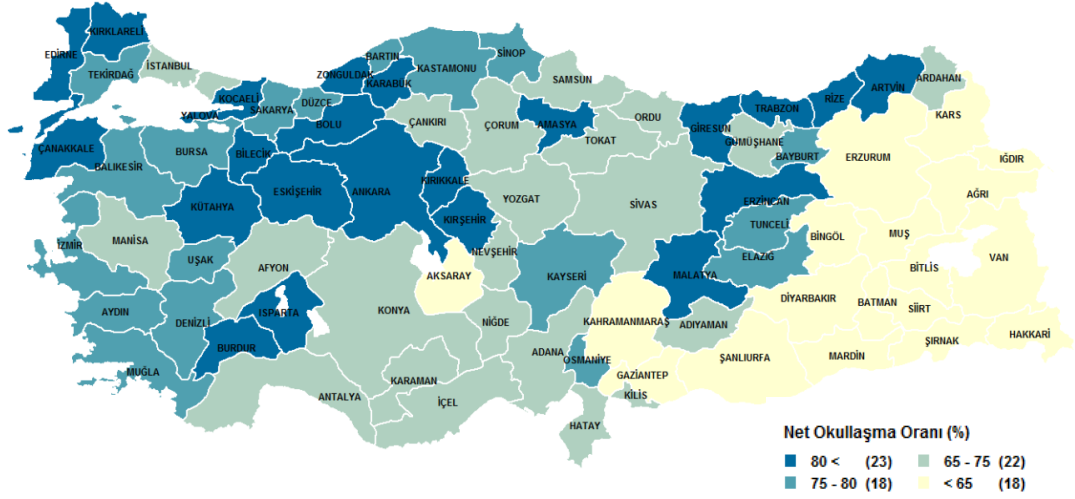 KIRKLARELİ
EDİRNE
TEKİRDAĞ
İSTANBUL
KOCAELİ
YALOVA
SAKARYA
DÜZCE
ZONGULDAK
BARTIN
KARABÜK
KASTAMONU
SİNOP
SAMSUN
ORDU
GİRESUN
TRABZON
RİZE
ARTVİN
ARDAHAN
KARS
ÇANAKKALE
BALIKESİR
BURSA
BİLECİK
BOLU
ÇANKIRI
ÇORUM
AMASYA
TOKAT
GÜMÜŞHANE
BAYBURT
ERZURUM
IĞDIR
AĞRI
KÜTAHYA
ESKİŞEHİR
ANKARA
KIRIKKALE
KIRŞEHİR
YOZGAT
SİVAS
ERZİNCAN
TUNCELİ
BİNGÖL
MUŞ
İZMİR
MANİSA
UŞAK
AFYON
AKSARAY
NEVŞEHİR
KAYSERİ
MALATYA
ELAZIĞ
BİTLİS
VAN
AYDIN
DENİZLİ
ISPARTA
BURDUR
KONYA
NİĞDE
KAHRAMANMARAŞ
ADIYAMAN
DİYARBAKIR
BATMAN
SİİRT
ŞIRNAK
HAKKARİ
MUĞLA
ANTALYA
KARAMAN
İÇEL
ADANA
OSMANİYE
GAZİANTEP
KİLİS
ŞANLIURFA
MARDİN
HATAY
Net Okullaşma Oranı (%)
80 < (23) 65 - 75 (22)
75 - 80 (18) < 65 (18)